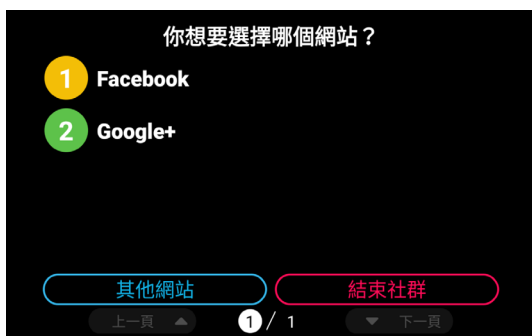 你想要選擇哪個網站？
1 Facebook
2 Google+
其他網站 結束社群
上一頁 ▲ 1 / 1 ▼ 下一頁